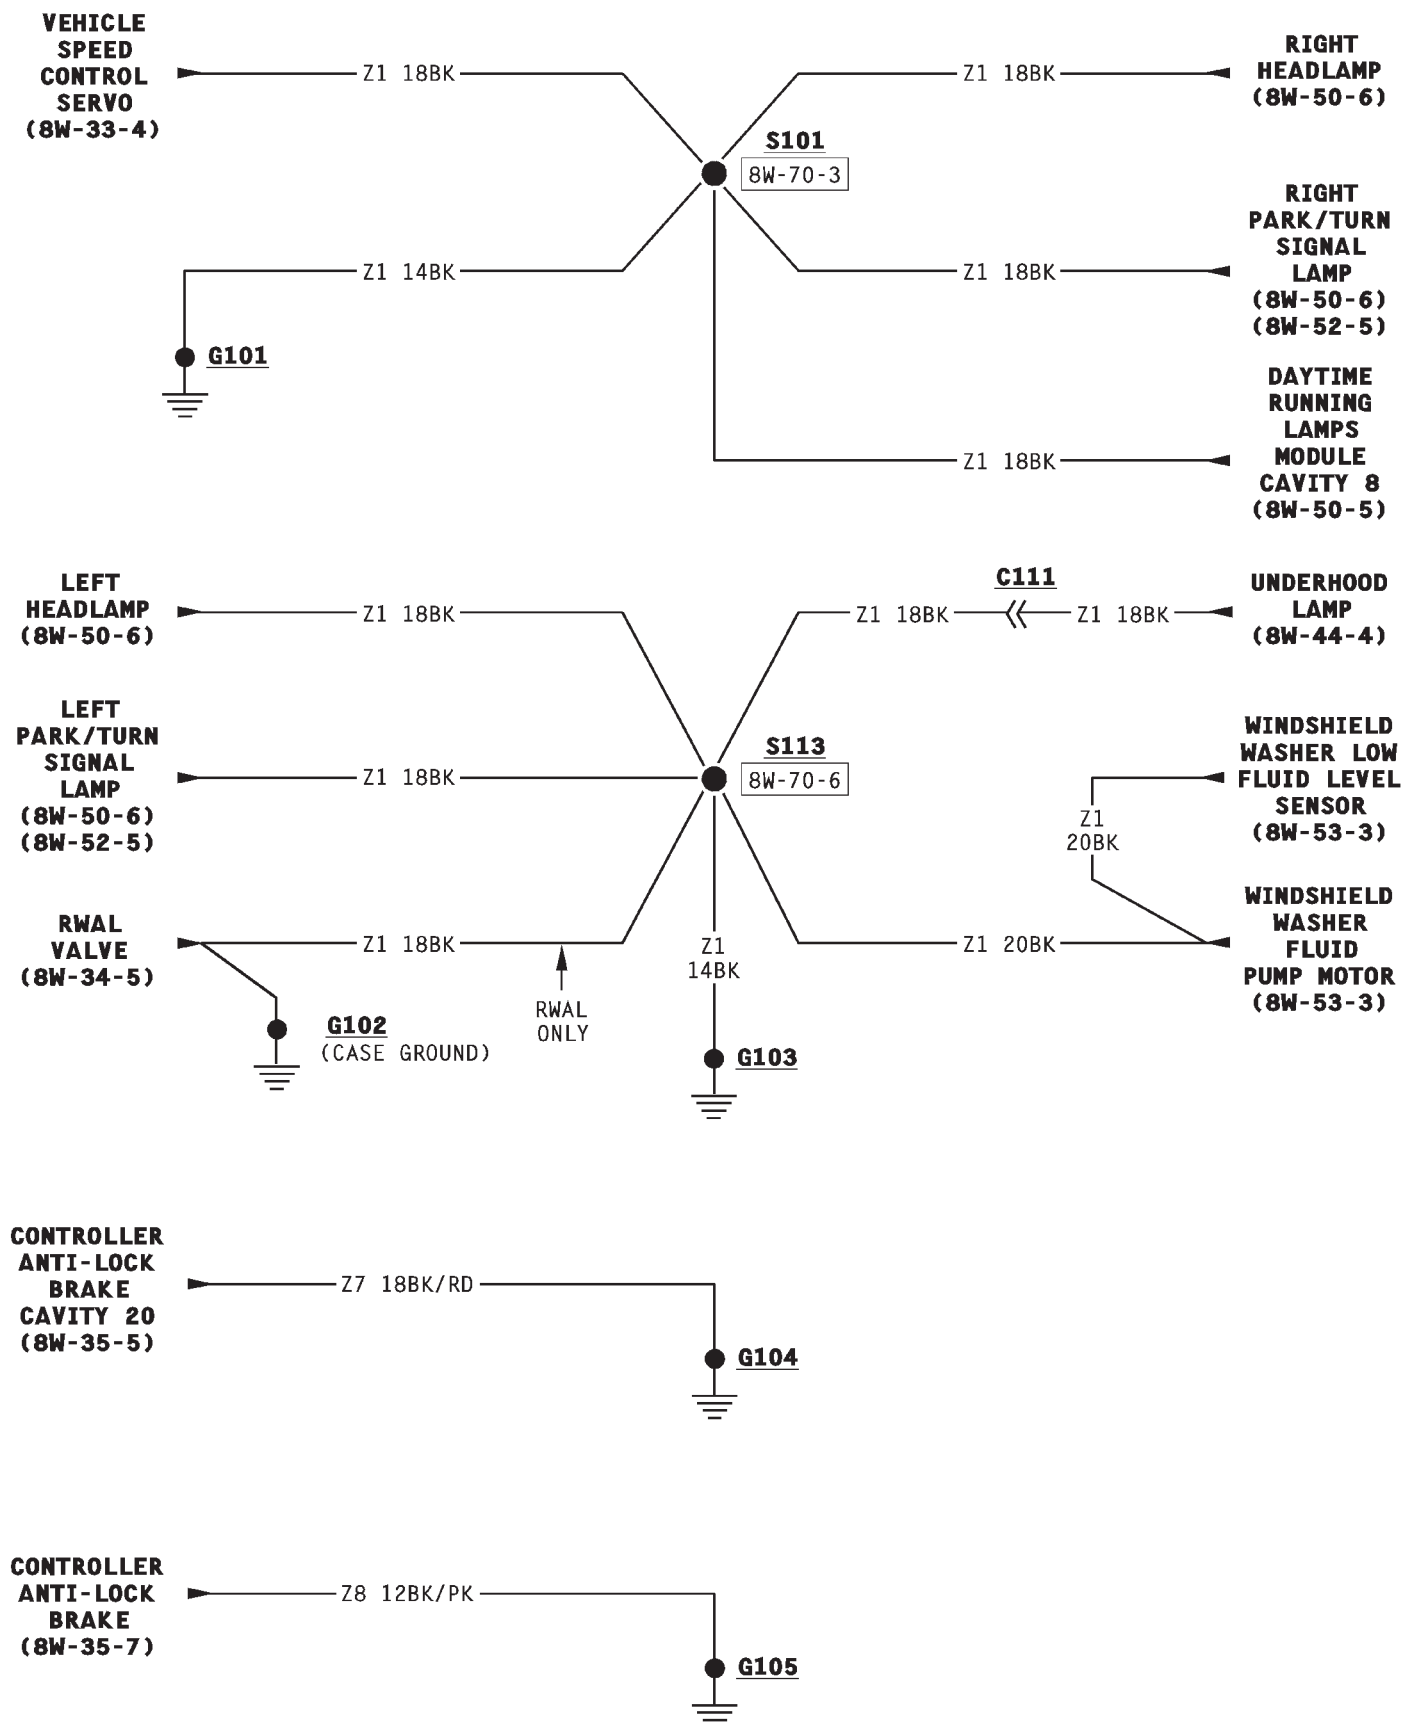 VEHICLE
SPEED
CONTROL
SERVO
(8W-33-4)
Z1 18BK
Z1 18BK
RIGHT
HEADLAMP
(8W-50-6)
S101
8W-70-3
Z1 14BK
G101
Z1 18BK
RIGHT
PARK/TURN
SIGNAL
LAMP
(8W-50-6)
(8W-52-5)
Z1 18BK
DAYTIME
RUNNING
LAMPS
MODULE
CAVITY 8
(8W-50-5)
LEFT
HEADLAMP
(8W-50-6)
Z1 18BK
Z1 18BK
C111
Z1 18BK
UNDERHOOD
LAMP
(8W-44-4)
LEFT
PARK/TURN
SIGNAL
LAMP
(8W-50-6)
(8W-52-5)
Z1 18BK
S113
8W-70-6
Z1
20BK
WINDSHIELD
WASHER LOW
FLUID LEVEL
SENSOR
(8W-53-3)
RWAL
VALVE
(8W-34-5)
Z1 18BK
RWAL
ONLY
G102
(CASE GROUND)
Z1
14BK
G103
Z1 20BK
WINDSHIELD
WASHER
FLUID
PUMP MOTOR
(8W-53-3)
CONTROLLER
ANTI-LOCK
BRAKE
CAVITY 20
(8W-35-5)
Z7 18BK/RD
G104
CONTROLLER
ANTI-LOCK
BRAKE
(8W-35-7)
Z8 12BK/PK
G105